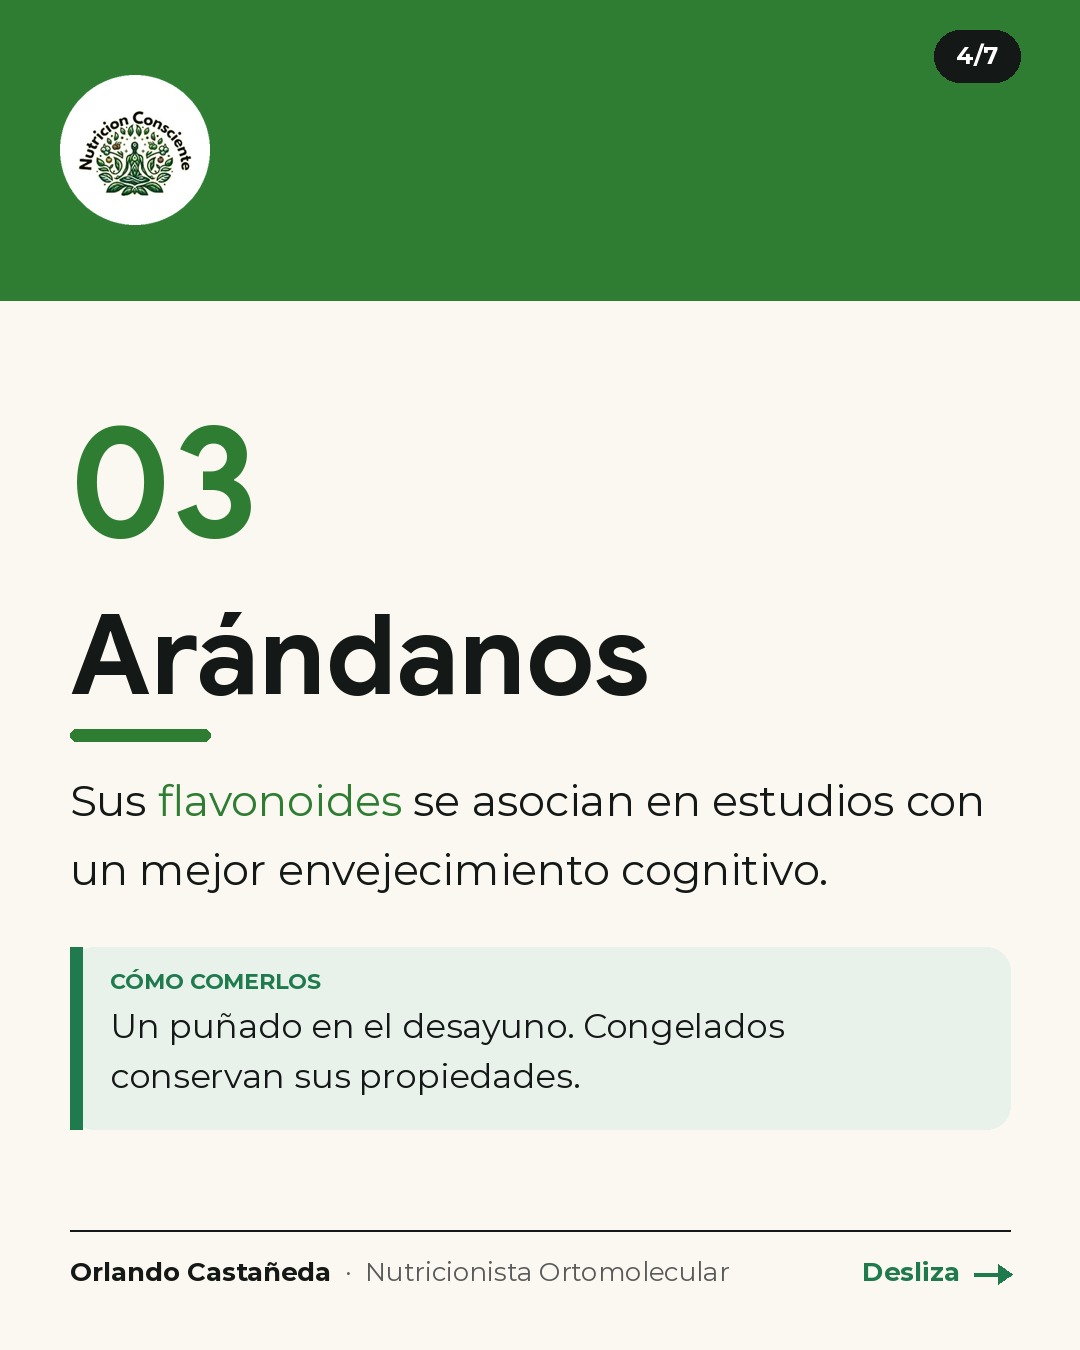 4/7
Nutricion Consciente
03
Arándanos
Sus flavonoides se asocian en estudios con
un mejor envejecimiento cognitivo.
CÓMO COMERLOS
Un puñado en el desayuno. Congelados
conservan sus propiedades.
Orlando Castañeda · Nutricionista Ortomolecular
Desliza